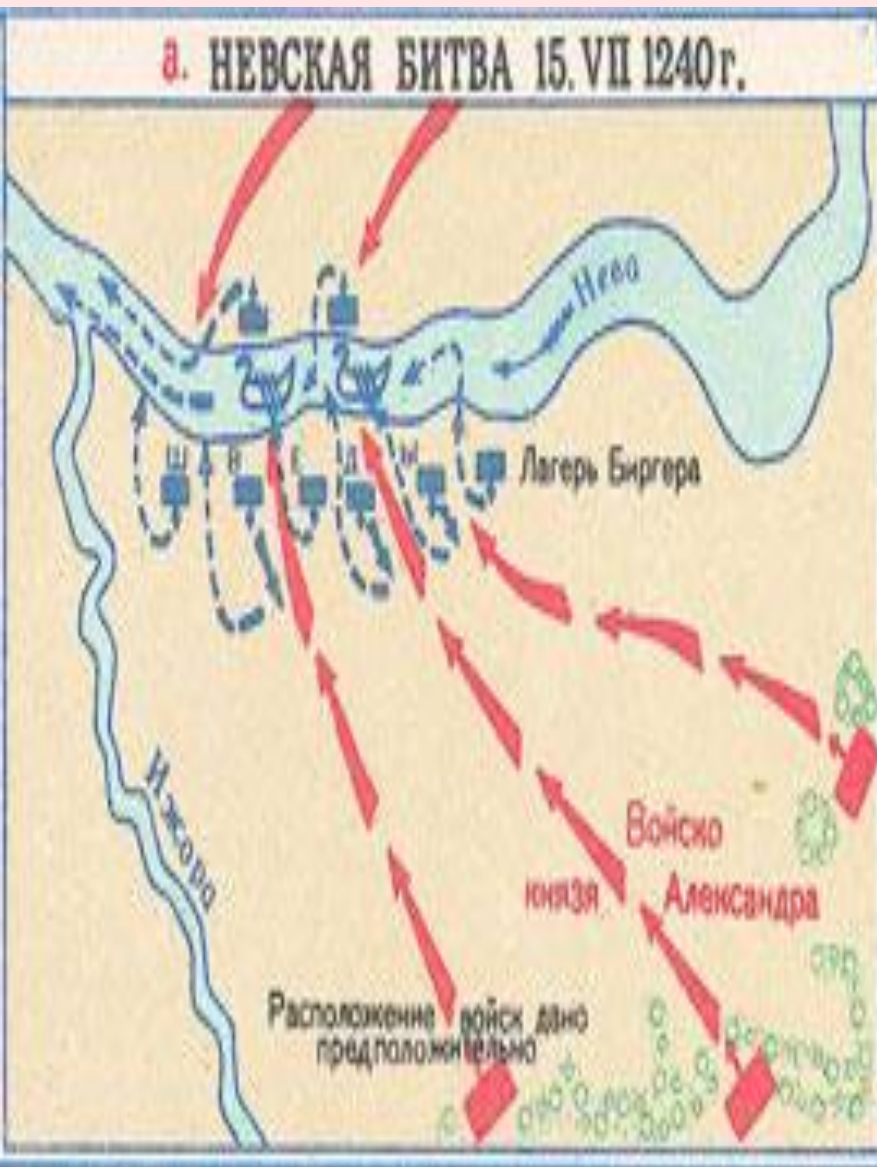 а. НЕВСКАЯ БИТВА 15. VII 1240 г.
Нева
Ш В Е Д Ы
Лагерь Биргера
Ижора
Войско
князя Александра
Расположение войск дано
предположительно